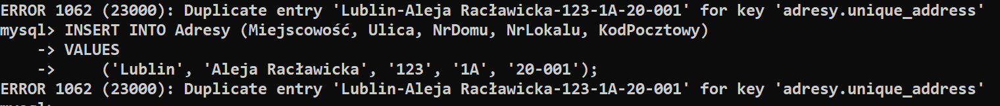 ERROR 1062 (23000): Duplicate entry 'Lublin-Aleja Racławicka-123-1A-20-001' for key 'adresy.unique_address'
mysql> INSERT INTO Adresy (Miejscowość, Ulica, NrDomu, NrLokalu, KodPocztowy)
    -> VALUES
    ->     ('Lublin', 'Aleja Racławicka', '123', '1A', '20-001');
ERROR 1062 (23000): Duplicate entry 'Lublin-Aleja Racławicka-123-1A-20-001' for key 'adresy.unique_address'